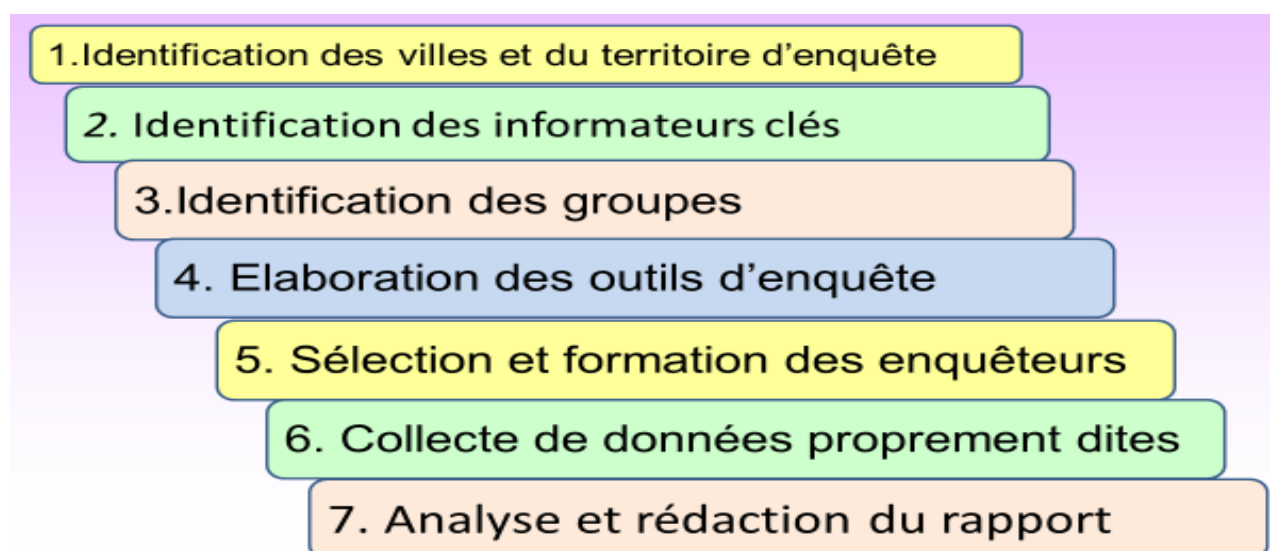 1.Identification des villes et du territoire d’enquête
2. Identification des informateurs clés
3.Identification des groupes
4. Elaboration des outils d’enquête
5. Sélection et formation des enquêteurs
6. Collecte de données proprement dites
7. Analyse et rédaction du rapport